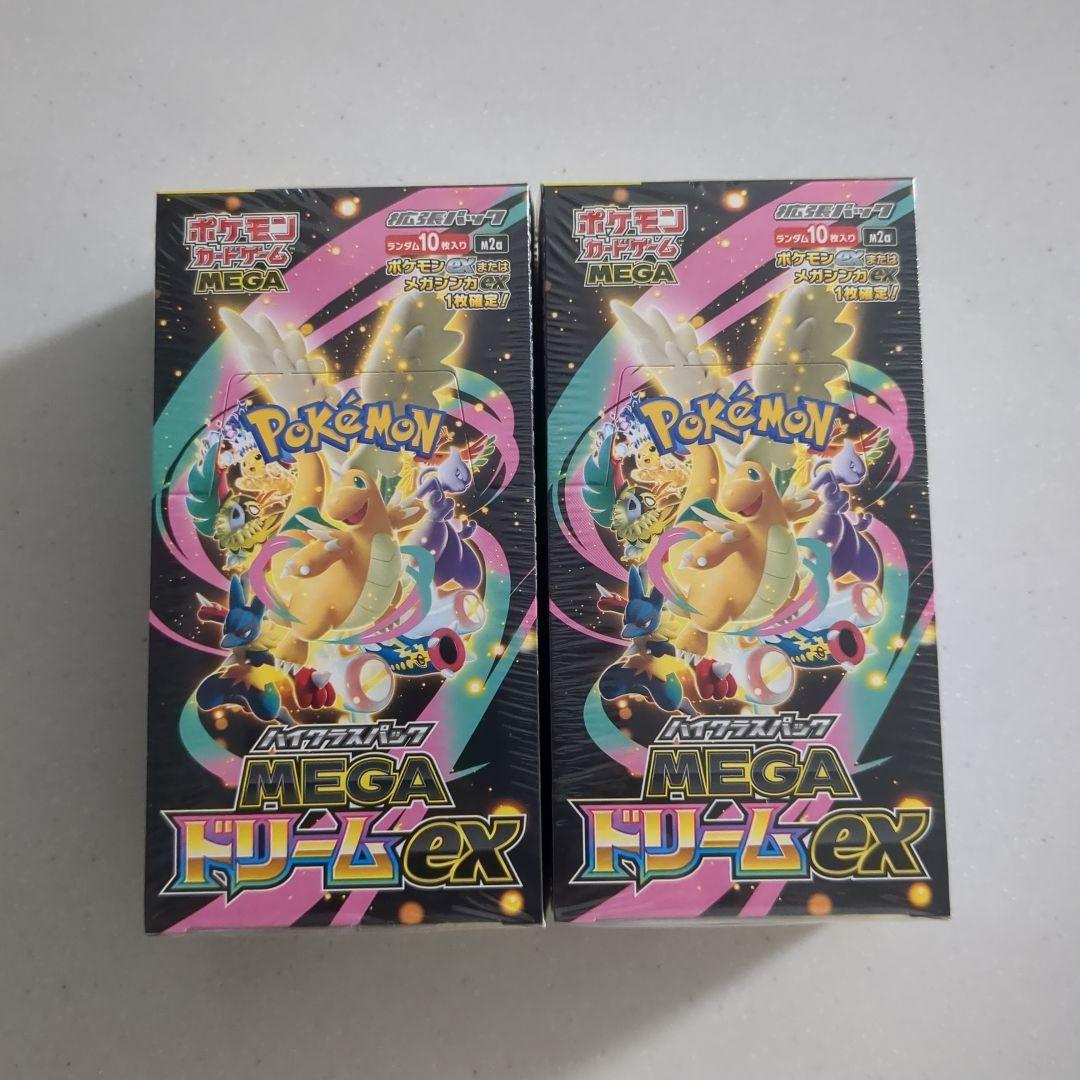 ポケモン
カードゲーム
MEGA
拡張パック
ランダム10枚入り M2a
ポケモンexまたは
メガシンカex
1枚確定!
POKéMON
ハイクラスパック
MEGA
ドリームex
ポケモン
カードゲーム
MEGA
拡張パック
ランダム10枚入り M2a
ポケモンexまたは
メガシンカex
1枚確定!
POKéMON
ハイクラスパック
MEGA
ドリームex